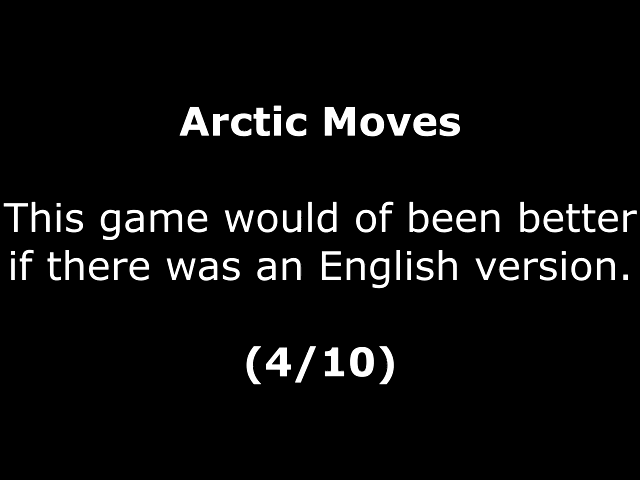 Arctic Moves
This game would of been better
if there was an English version.
(4/10)